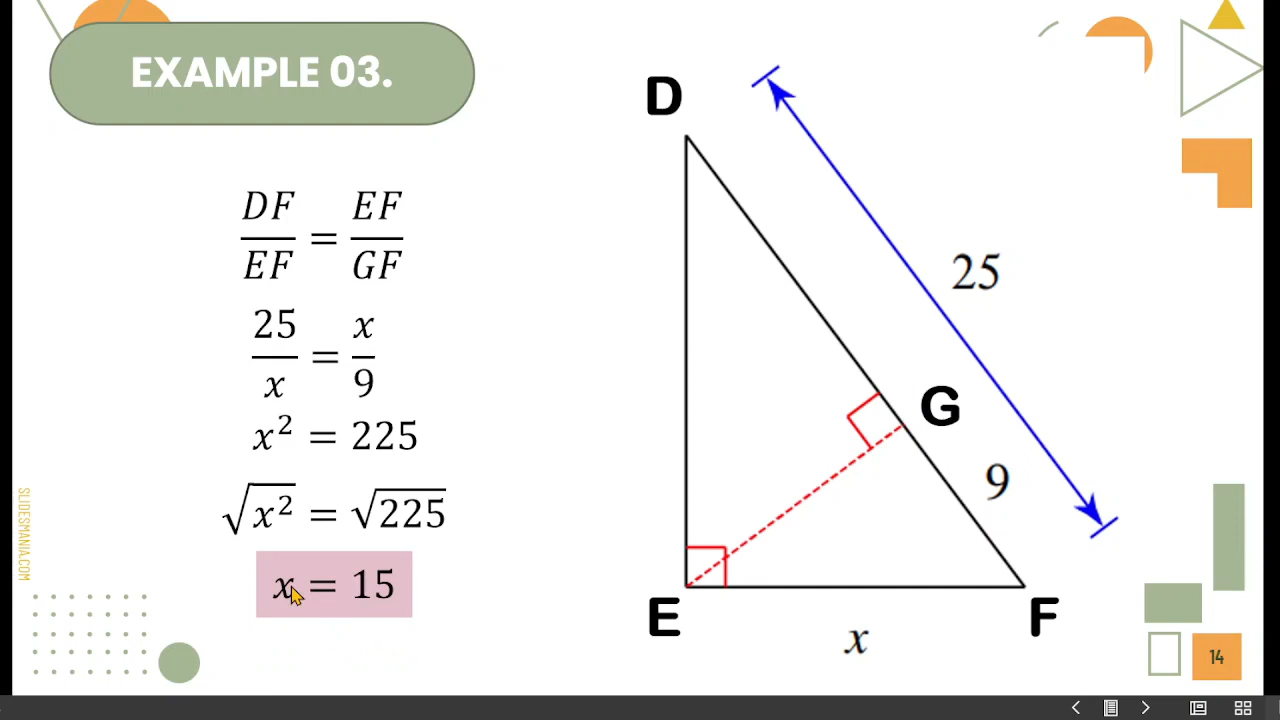 EXAMPLE 03.
DF/EF = EF/GF
25/x = x/9
x² = 225
√x² = √225
x = 15
D
25
G
9
E
F
x
SLIDESMANIA.COM
14